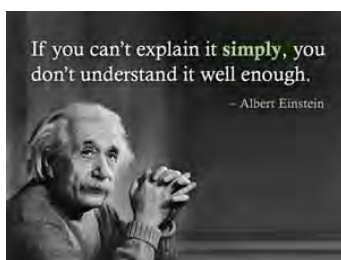 If you can't explain it simply, you
don't understand it well enough.
– Albert Einstein